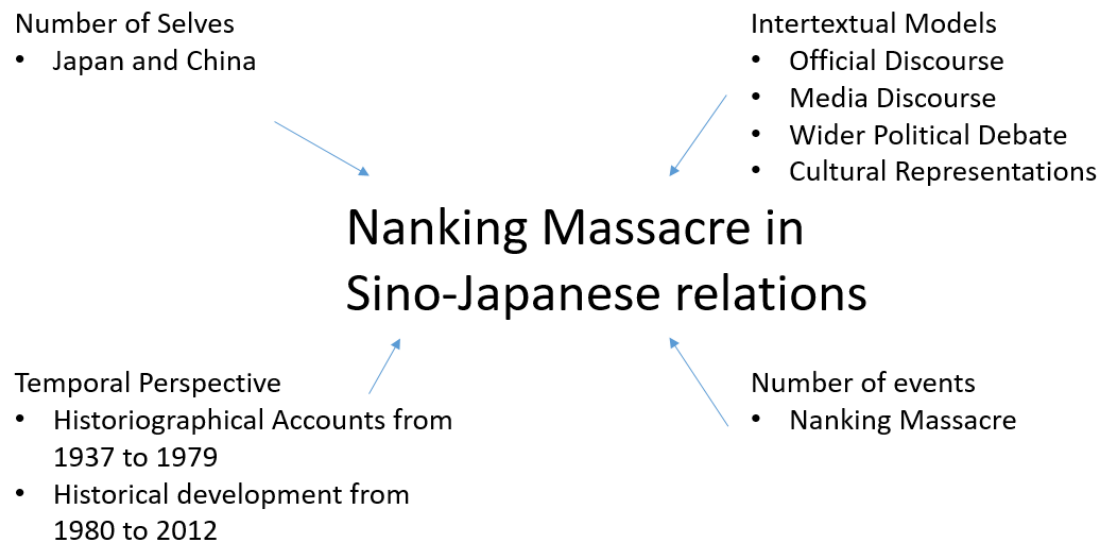 Number of Selves
• Japan and China
Intertextual Models
• Official Discourse
• Media Discourse
• Wider Political Debate
• Cultural Representations
Nanking Massacre in
Sino-Japanese relations
Temporal Perspective
• Historiographical Accounts from
1937 to 1979
• Historical development from
1980 to 2012
Number of events
• Nanking Massacre